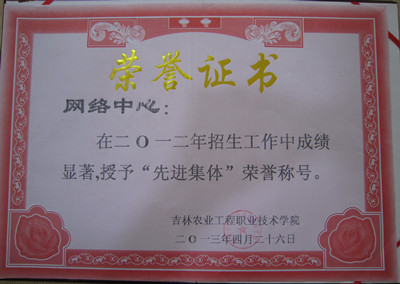 荣誉证书
网络中心:
在二〇一二年招生工作中成绩
显著,授予“先进集体”荣誉称号。
吉林农业工程职业技术学院
二〇一三年四月二十六日